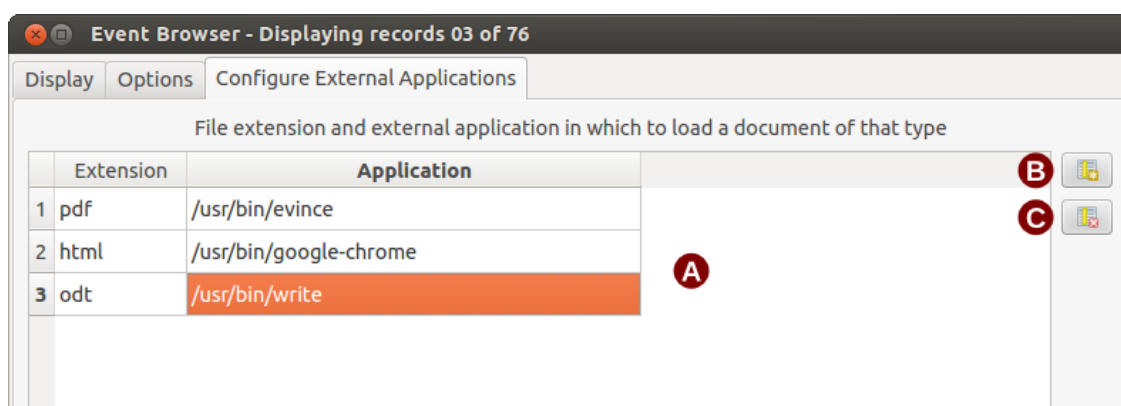 Event Browser - Displaying records 03 of 76
Display Options Configure External Applications
File extension and external application in which to load a document of that type
Extension Application B
1 pdf /usr/bin/evince C
2 html /usr/bin/google-chrome
A
3 odt /usr/bin/write